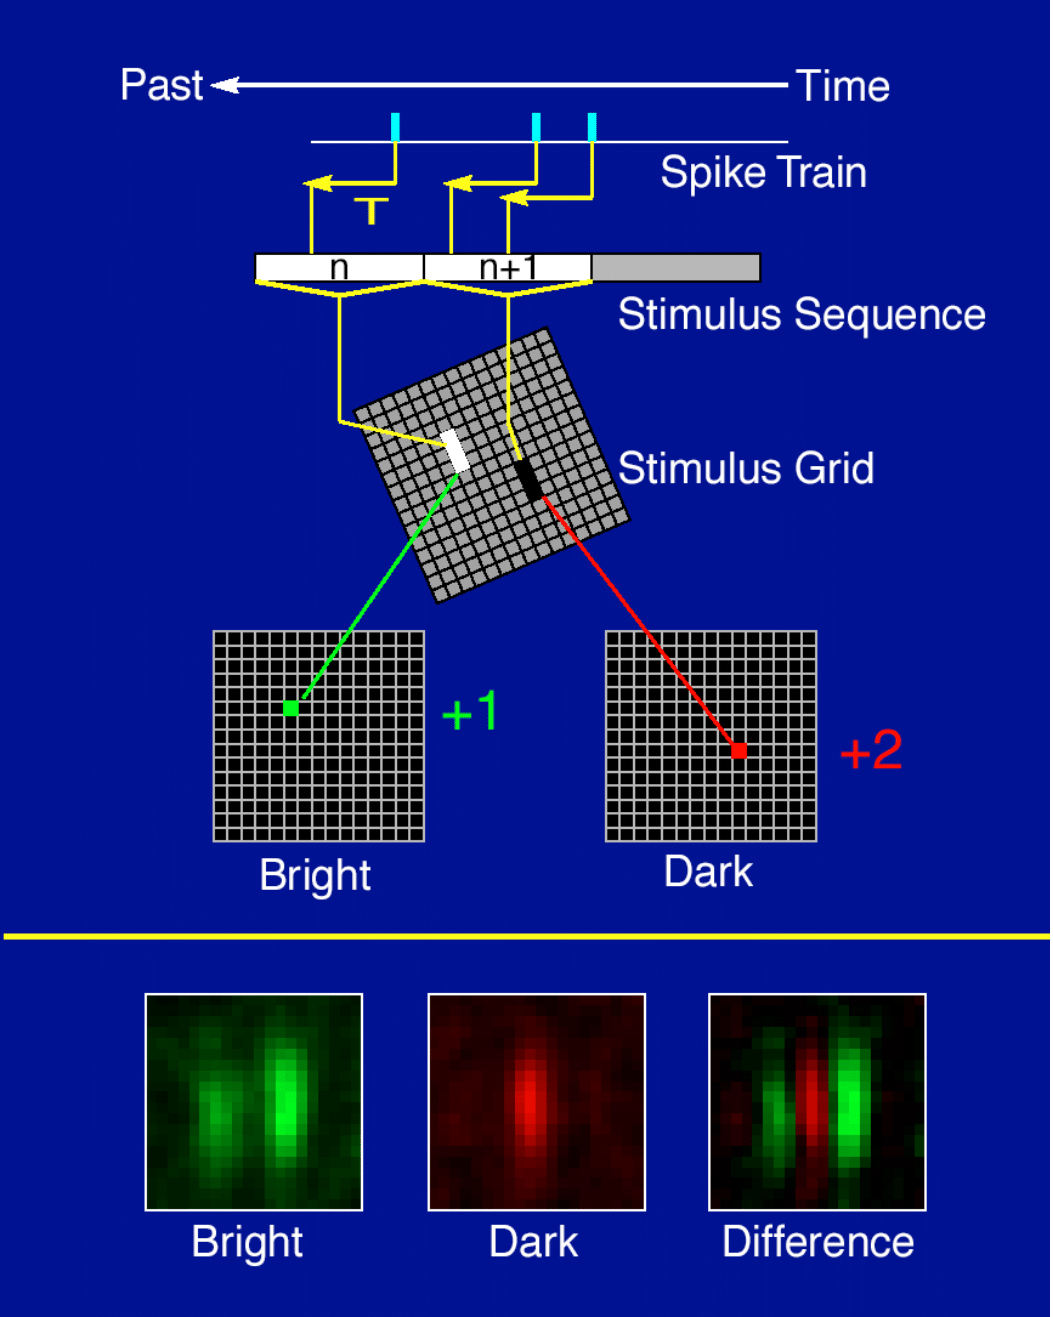 Past
Time
Spike Train
T
n
n+1
Stimulus Sequence
Stimulus Grid
+1
+2
Bright
Dark
Bright
Dark
Difference